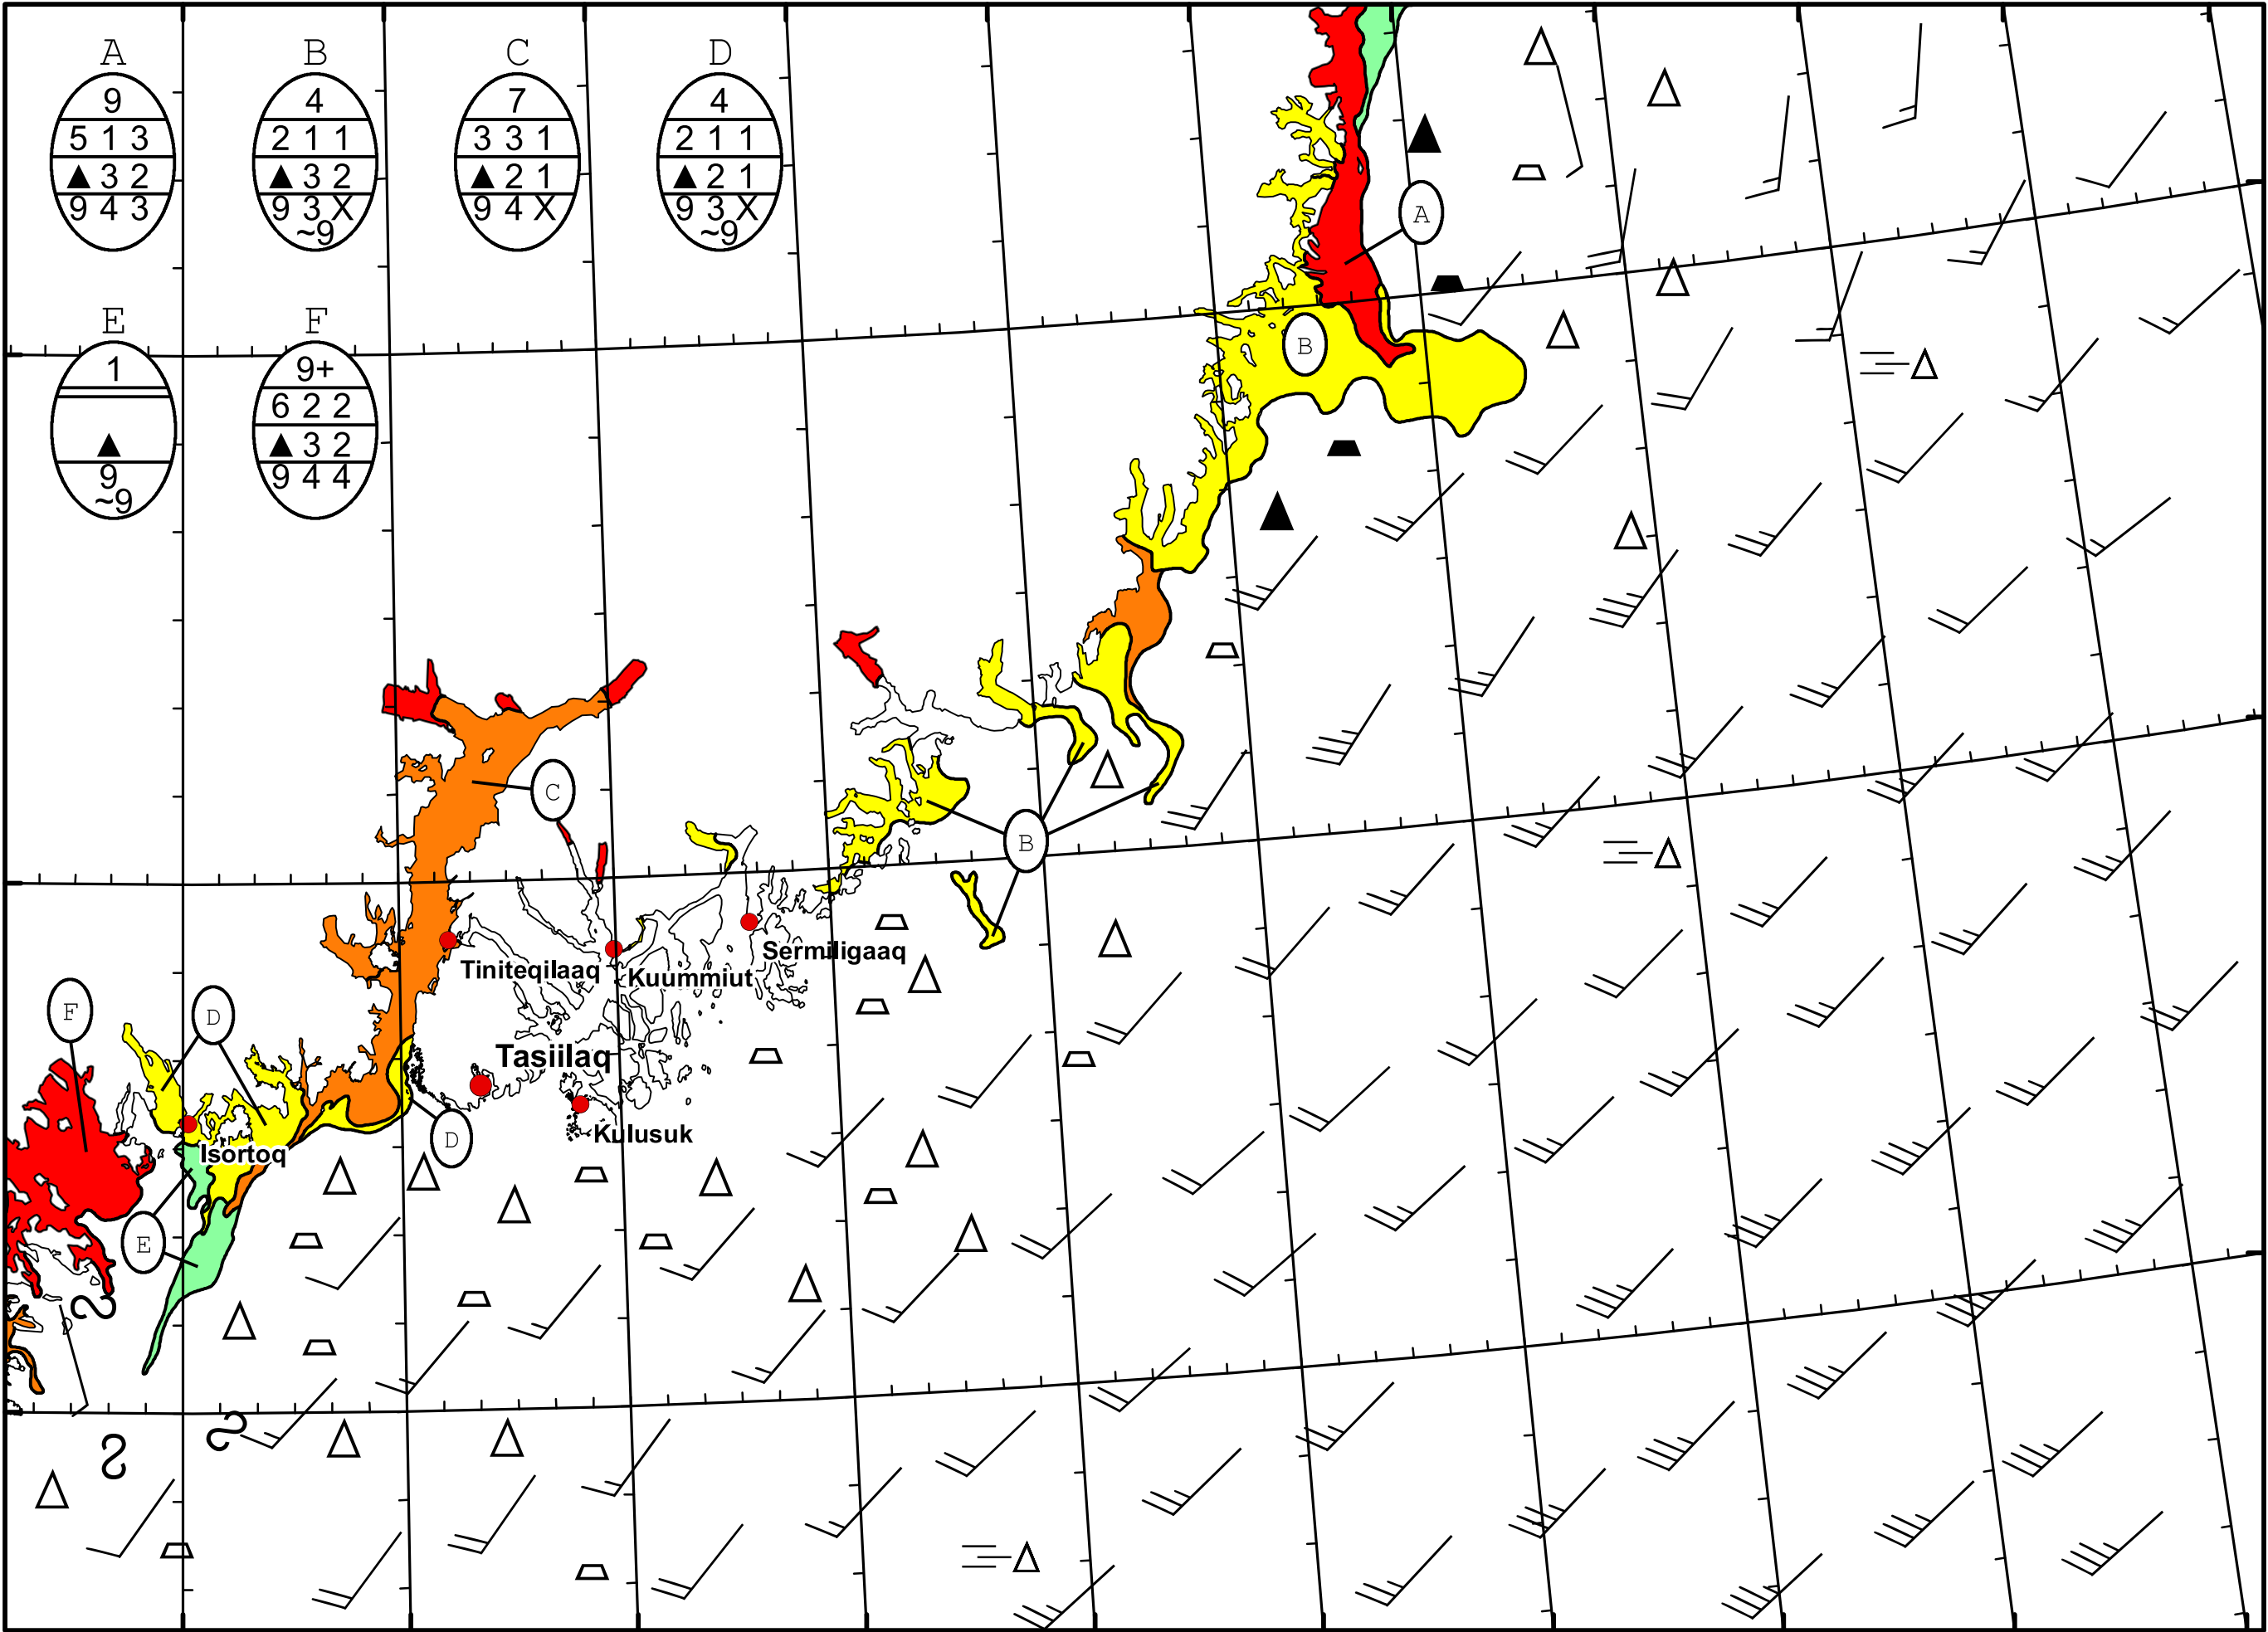 A B C D
9
5 1 3
▲ 3 2
9 4 3
4
2 1 1
▲ 3 2
9 3 X
~9
7
3 3 1
▲ 2 1
9 4 X
4
2 1 1
▲ 2 1
9 3 X
~9
E F
1
▲
9
~9
9+
6 2 2
▲ 3 2
9 4 4
A
B
C
B
Sermiligaaq
Tiniteqilaaq
Kuummiut
F
D
Tasiilaq
Kulusuk
D
Isortoq
E